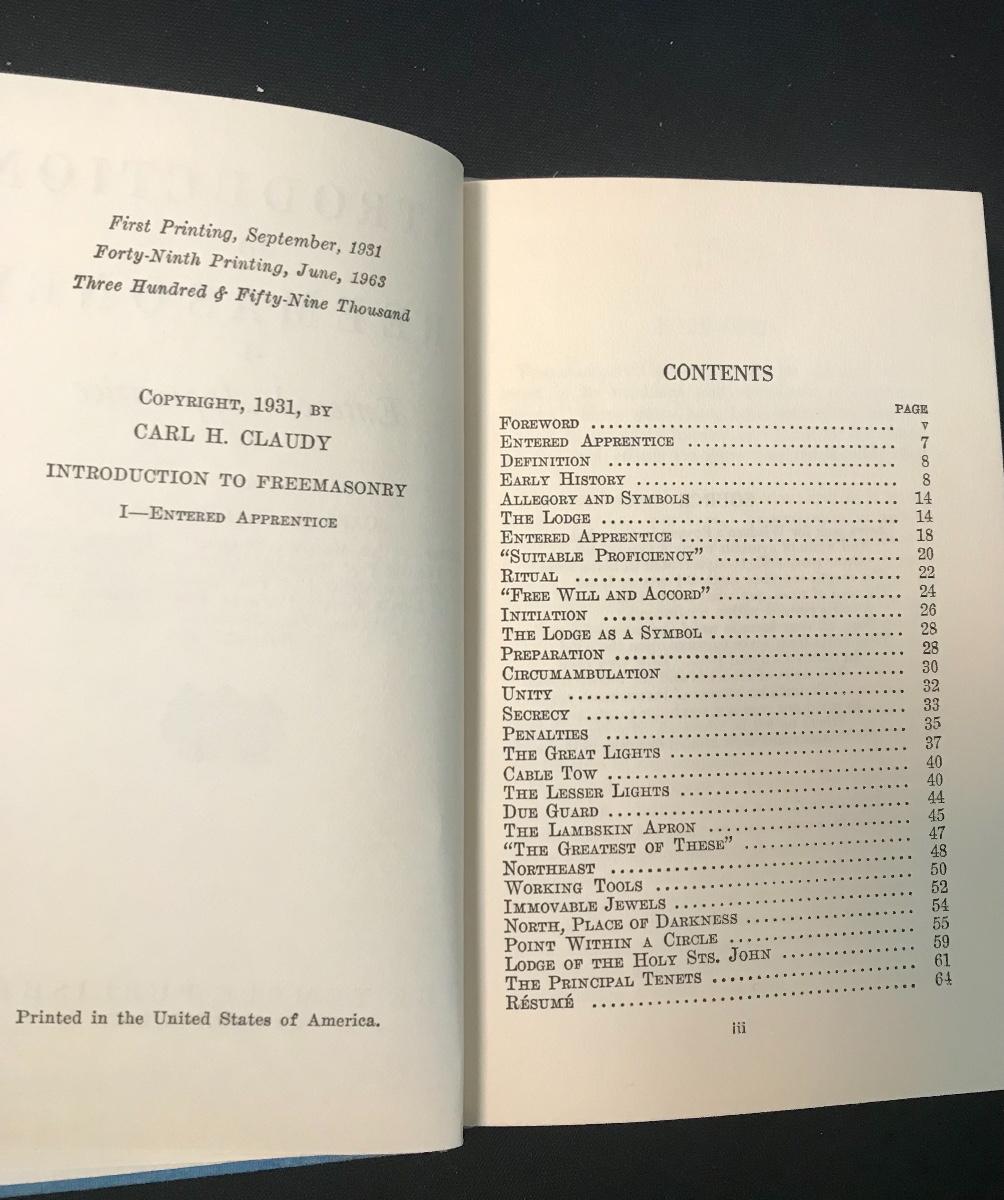 First Printing, September, 1931
Forty-Ninth Printing, June, 1963
Three Hundred & Fifty-Nine Thousand
COPYRIGHT, 1931, BY
CARL H. CLAUDY
INTRODUCTION TO FREEMASONRY
I—ENTERED APPRENTICE
Printed in the United States of America.
CONTENTS
PAGE
FOREWORD ........ v
ENTERED APPRENTICE ........ 7
DEFINITION ........ 8
EARLY HISTORY ........ 8
ALLEGORY AND SYMBOLS ........ 14
THE LODGE ........ 14
ENTERED APPRENTICE ........ 18
“SUITABLE PROFICIENCY” ........ 20
RITUAL ........ 22
“FREE WILL AND ACCORD” ........ 24
INITIATION ........ 26
THE LODGE AS A SYMBOL ........ 28
PREPARATION ........ 28
CIRCUMAMBULATION ........ 30
UNITY ........ 32
SECRECY ........ 33
PENALTIES ........ 35
THE GREAT LIGHTS ........ 37
CABLE TOW ........ 40
THE LESSER LIGHTS ........ 40
DUE GUARD ........ 44
THE LAMBSKIN APRON ........ 45
“THE GREATEST OF THESE” ........ 47
NORTHEAST ........ 48
WORKING TOOLS ........ 50
IMMOVABLE JEWELS ........ 52
NORTH, PLACE OF DARKNESS ........ 54
POINT WITHIN A CIRCLE ........ 55
LODGE OF THE HOLY STS. JOHN ........ 59
THE PRINCIPAL TENETS ........ 61
RÉSUMÉ ........ 64
iii